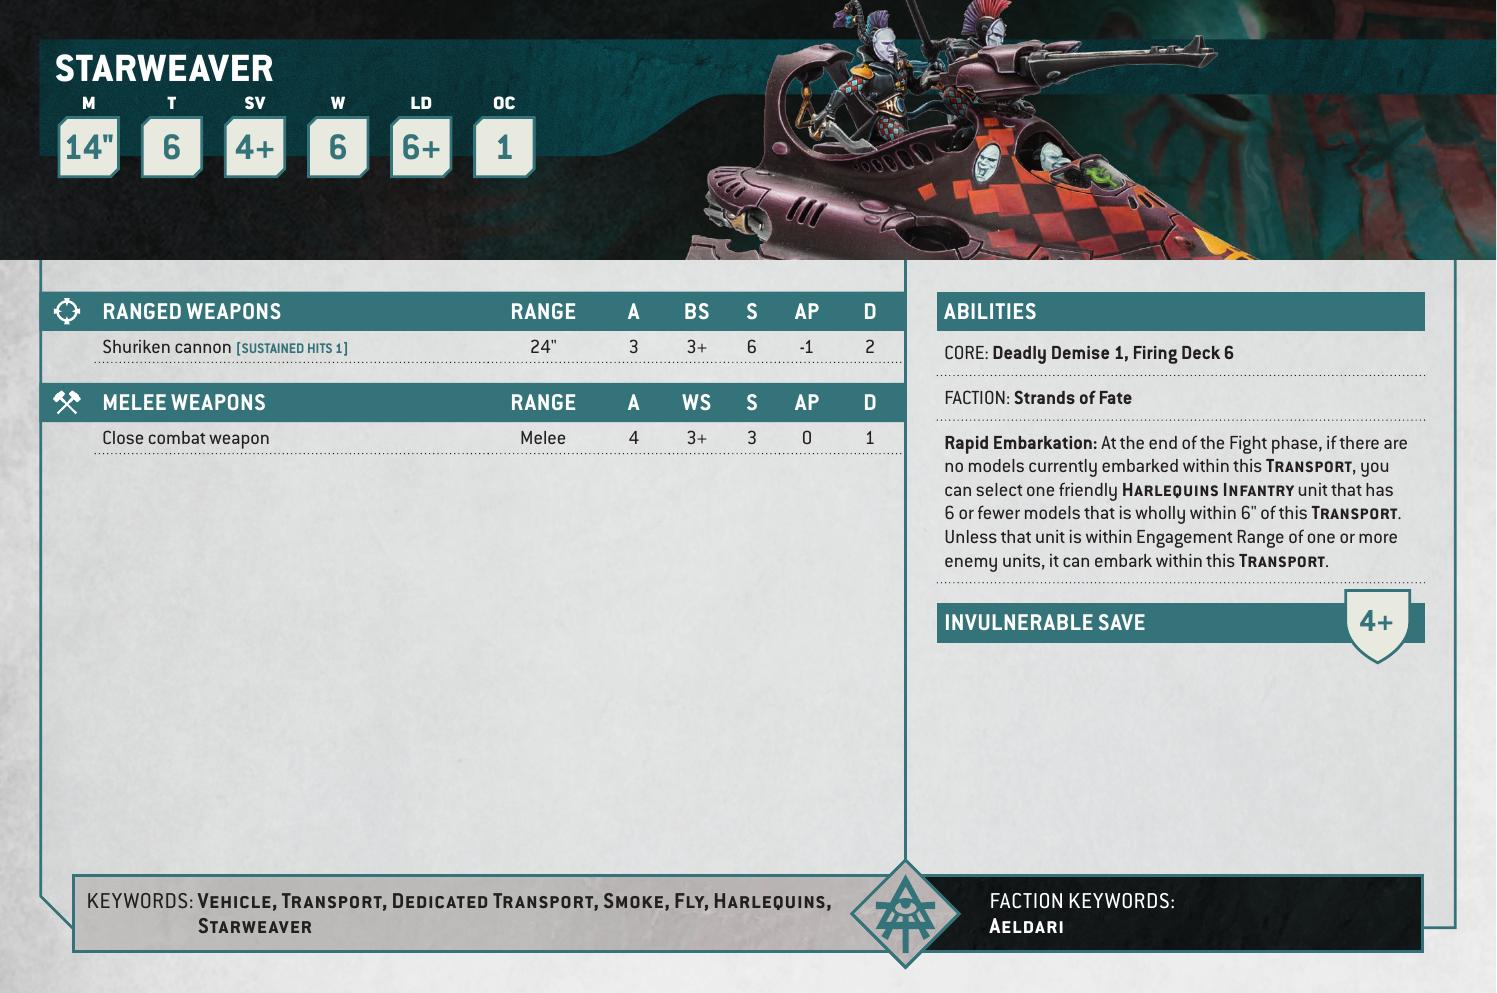 STARWEAVER
M T SV W LD OC
14" 6 4+ 6 6+ 1
RANGED WEAPONS RANGE A BS S AP D
Shuriken cannon [SUSTAINED HITS 1] 24" 3 3+ 6 -1 2
MELEE WEAPONS RANGE A WS S AP D
Close combat weapon Melee 4 3+ 3 0 1
ABILITIES
CORE: Deadly Demise 1, Firing Deck 6
FACTION: Strands of Fate
Rapid Embarkation: At the end of the Fight phase, if there are
no models currently embarked within this TRANSPORT, you
can select one friendly HARLEQUINS INFANTRY unit that has
6 or fewer models that is wholly within 6" of this TRANSPORT.
Unless that unit is within Engagement Range of one or more
enemy units, it can embark within this TRANSPORT.
INVULNERABLE SAVE 4+
KEYWORDS: VEHICLE, TRANSPORT, DEDICATED TRANSPORT, SMOKE, FLY, HARLEQUINS,
STARWEAVER
FACTION KEYWORDS:
AELDARI